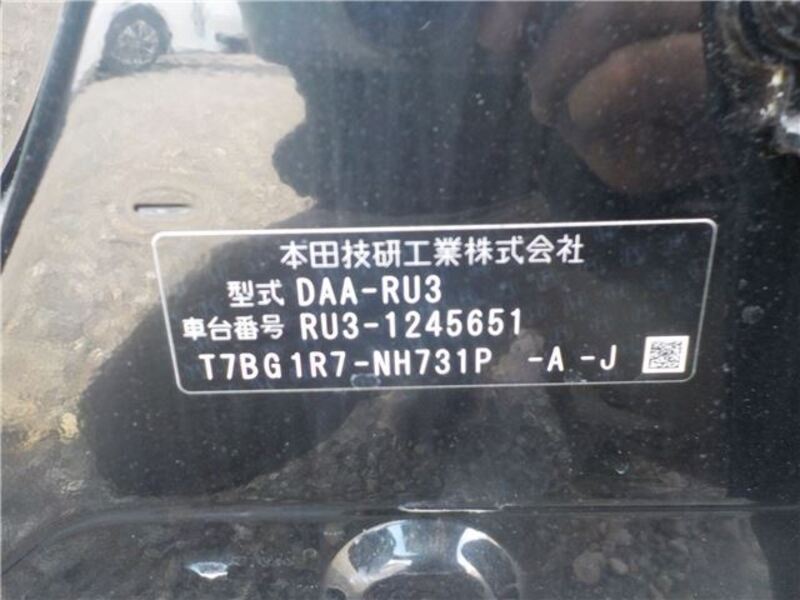 本田技研工業株式会社
型式 DAA-RU3
車台番号 RU3-1245651
T7BG1R7-NH731P -A -J